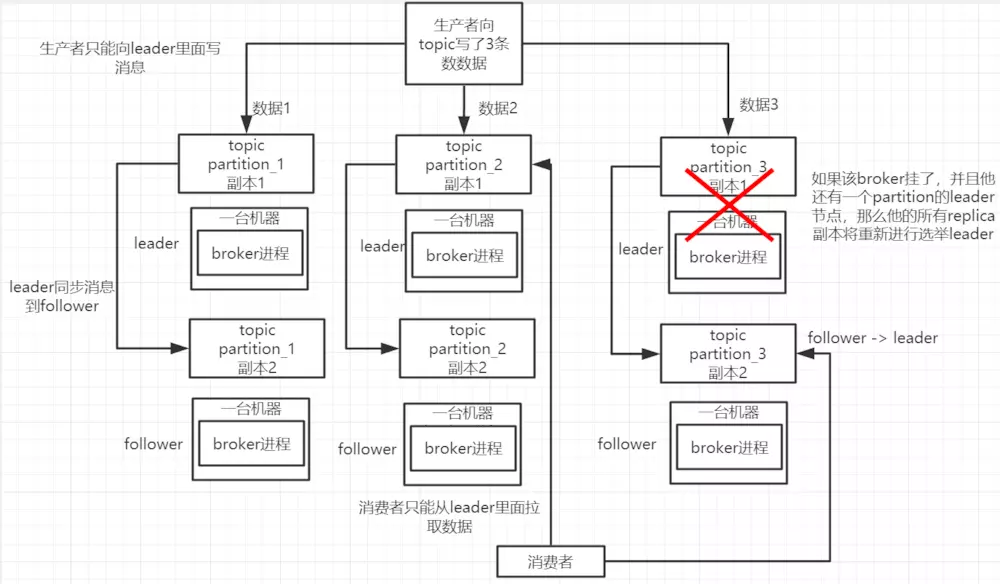 生产者向
topic写了3条
数数据
生产者只能向leader里面写
消息
数据1
数据2
数据3
topic
partition_1
副本1
topic
partition_2
副本1
topic
partition_3
副本1
如果该broker挂了，并且他
还有一个partition的leader
节点，那么他的所有replica
副本将重新进行选举leader
一台机器
leader
broker进程
一台机器
leader
broker进程
一台机器
leader
broker进程
leader同步消息
到follower
topic
partition_1
副本2
topic
partition_2
副本2
topic
partition_3
副本2
follower -> leader
一台机器
follower
broker进程
一台机器
follower
broker进程
一台机器
follower
broker进程
消费者只能从leader里面拉
取数据
消费者